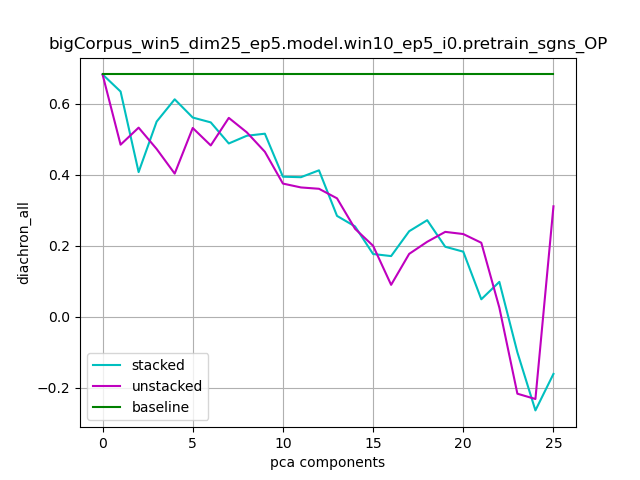 bigCorpus_win5_dim25_ep5.model.win10_ep5_i0.pretrain_sgns_OP
diachron_all
0.6
0.4
0.2
0.0
−0.2
stacked
unstacked
baseline
0 5 10 15 20 25
pca components